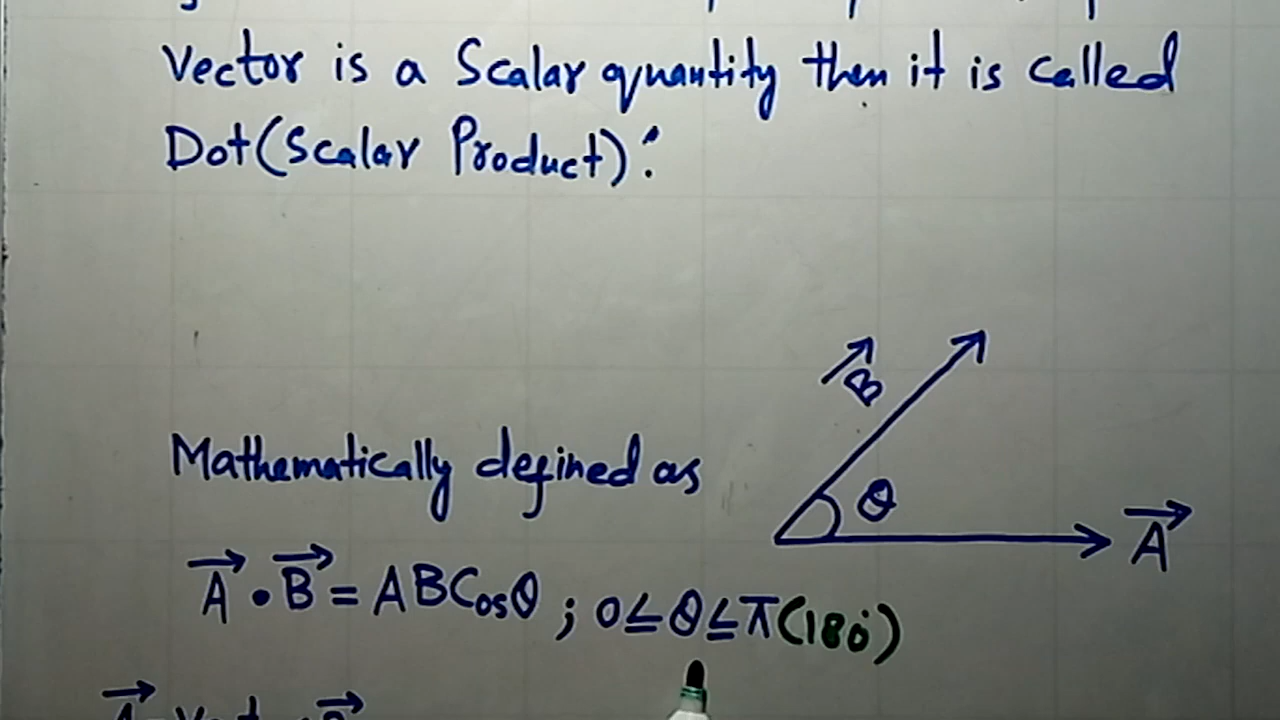 Vector is a Scalar quantity then it is called
Dot(Scalar Product):
B
θ
Mathematically defined as
A
A · B = ABCosθ ; 0≤θ≤π(180°)